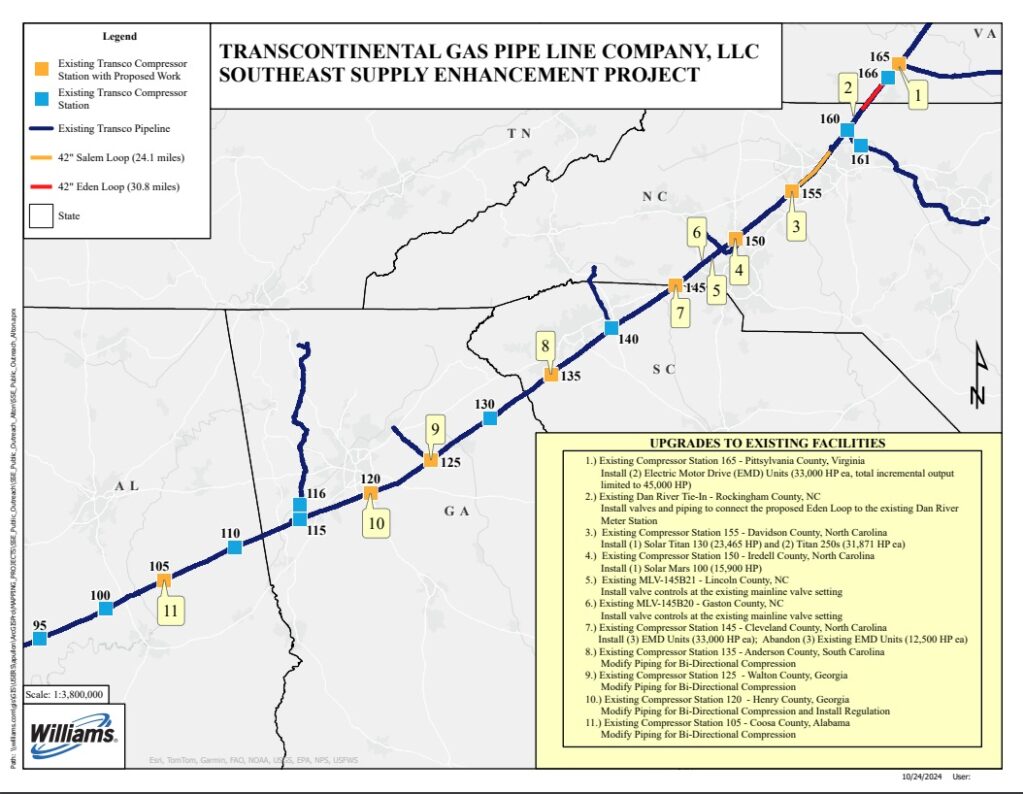 Legend
Existing Transco Compressor
Station with Proposed Work
Existing Transco Compressor
Station
Existing Transco Pipeline
42" Salem Loop (24.1 miles)
42" Eden Loop (30.8 miles)
State
TRANSCONTINENTAL GAS PIPE LINE COMPANY, LLC
SOUTHEAST SUPPLY ENHANCEMENT PROJECT
VA
165
166
1
2
160
161
TN
NC
155
3
6
150
4
5
145
7
140
SC
8
135
130
9
125
120
10
GA
AL
116
115
110
105
11
100
95
UPGRADES TO EXISTING FACILITIES
1.) Existing Compressor Station 165 - Pittsylvania County, Virginia
Install (2) Electric Motor Drive (EMD) Units (33,000 HP ea, total incremental output
limited to 45,000 HP)
2.) Existing Dan River Tie-In - Rockingham County, NC
Install valves and piping to connect the proposed Eden Loop to the existing Dan River
Meter Station
3.) Existing Compressor Station 155 - Davidson County, North Carolina
Install (1) Solar Titan 130 (23,465 HP) and (2) Titan 250s (31,871 HP ea)
4.) Existing Compressor Station 150 - Iredell County, North Carolina
Install (1) Solar Mars 100 (15,900 HP)
5.) Existing MLV-145B21 - Lincoln County, NC
Install valve controls at the existing mainline valve setting
6.) Existing MLV-145B20 - Gaston County, NC
Install valve controls at the existing mainline valve setting
7.) Existing Compressor Station 145 - Cleveland County, North Carolina
Install (3) EMD Units (33,000 HP ea); Abandon (3) Existing EMD Units (12,500 HP ea)
8.) Existing Compressor Station 135 - Anderson County, South Carolina
Modify Piping for Bi-Directional Compression
9.) Existing Compressor Station 125 - Walton County, Georgia
Modify Piping for Bi-Directional Compression
10.) Existing Compressor Station 120 - Henry County, Georgia
Modify Piping for Bi-Directional Compression and Install Regulation
11.) Existing Compressor Station 105 - Coosa County, Alabama
Modify Piping for Bi-Directional Compression
N
Scale: 1:3,800,000
Williams
Esri, TomTom, Garmin, FAO, NOAA, USGS, EPA, NPS, USFWS
10/24/2024 User: